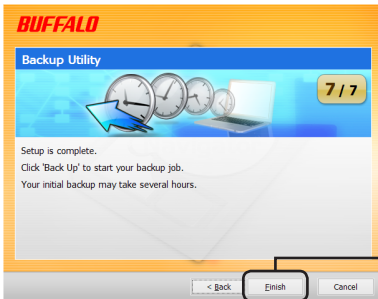 BUFFALO
Backup Utility
7 / 7
Setup is complete.
Click 'Back Up' to start your backup job.
Your initial backup may take several hours.
< Back
Finish
Cancel